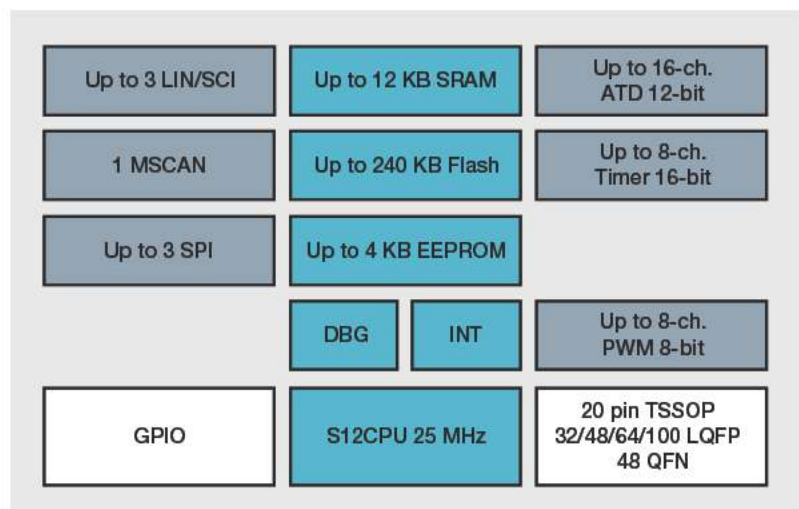 Up to 3 LIN/SCI
Up to 12 KB SRAM
Up to 16-ch.
ATD 12-bit
1 MSCAN
Up to 240 KB Flash
Up to 8-ch.
Timer 16-bit
Up to 3 SPI
Up to 4 KB EEPROM
DBG
INT
Up to 8-ch.
PWM 8-bit
GPIO
S12CPU 25 MHz
20 pin TSSOP
32/48/64/100 LQFP
48 QFN